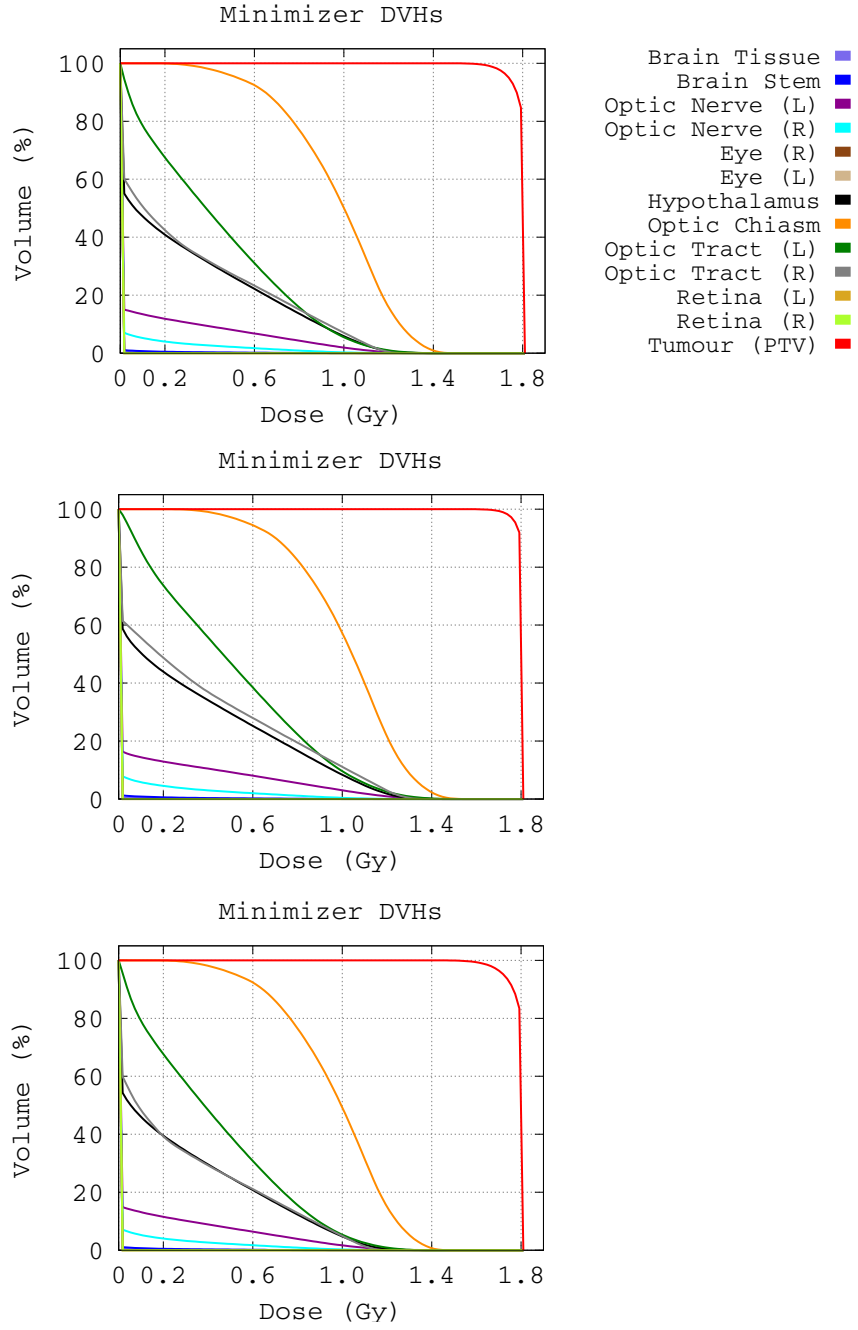 Minimizer DVHs
100
80
60
40
20
0
Volume (%)
0 0.2 0.6 1.0 1.4 1.8
Dose (Gy)
Brain Tissue
Brain Stem
Optic Nerve (L)
Optic Nerve (R)
Eye (R)
Eye (L)
Hypothalamus
Optic Chiasm
Optic Tract (L)
Optic Tract (R)
Retina (L)
Retina (R)
Tumour (PTV)
Minimizer DVHs
100
80
60
40
20
0
Volume (%)
0 0.2 0.6 1.0 1.4 1.8
Dose (Gy)
Minimizer DVHs
100
80
60
40
20
0
Volume (%)
0 0.2 0.6 1.0 1.4 1.8
Dose (Gy)